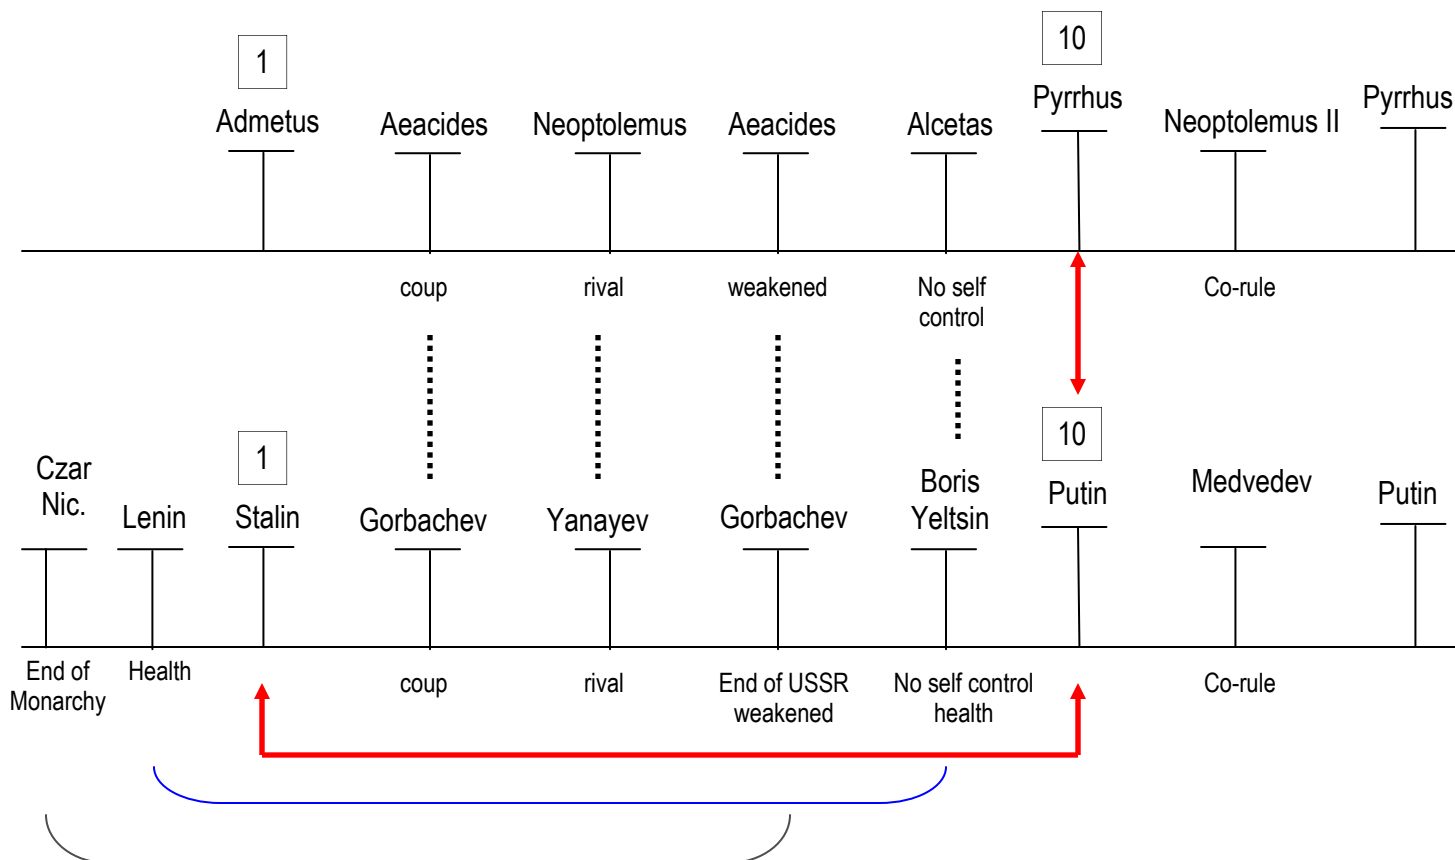 1
10
Admetus
Aeacides
Neoptolemus
Aeacides
Alcetas
Pyrrhus
Neoptolemus II
Pyrrhus
coup
rival
weakened
No self
control
Co-rule
Czar
Nic.
Lenin
1
Stalin
Gorbachev
Yanayev
Gorbachev
Boris
Yeltsin
10
Putin
Medvedev
Putin
End of
Monarchy
Health
coup
rival
End of USSR
weakened
No self control
health
Co-rule